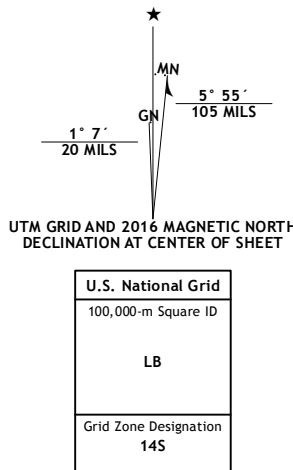 ★
MN
GN
5° 55´
105 MILS
1° 7´
20 MILS
UTM GRID AND 2016 MAGNETIC NORTH
DECLINATION AT CENTER OF SHEET
U.S. National Grid
100,000-m Square ID
LB
Grid Zone Designation
14S